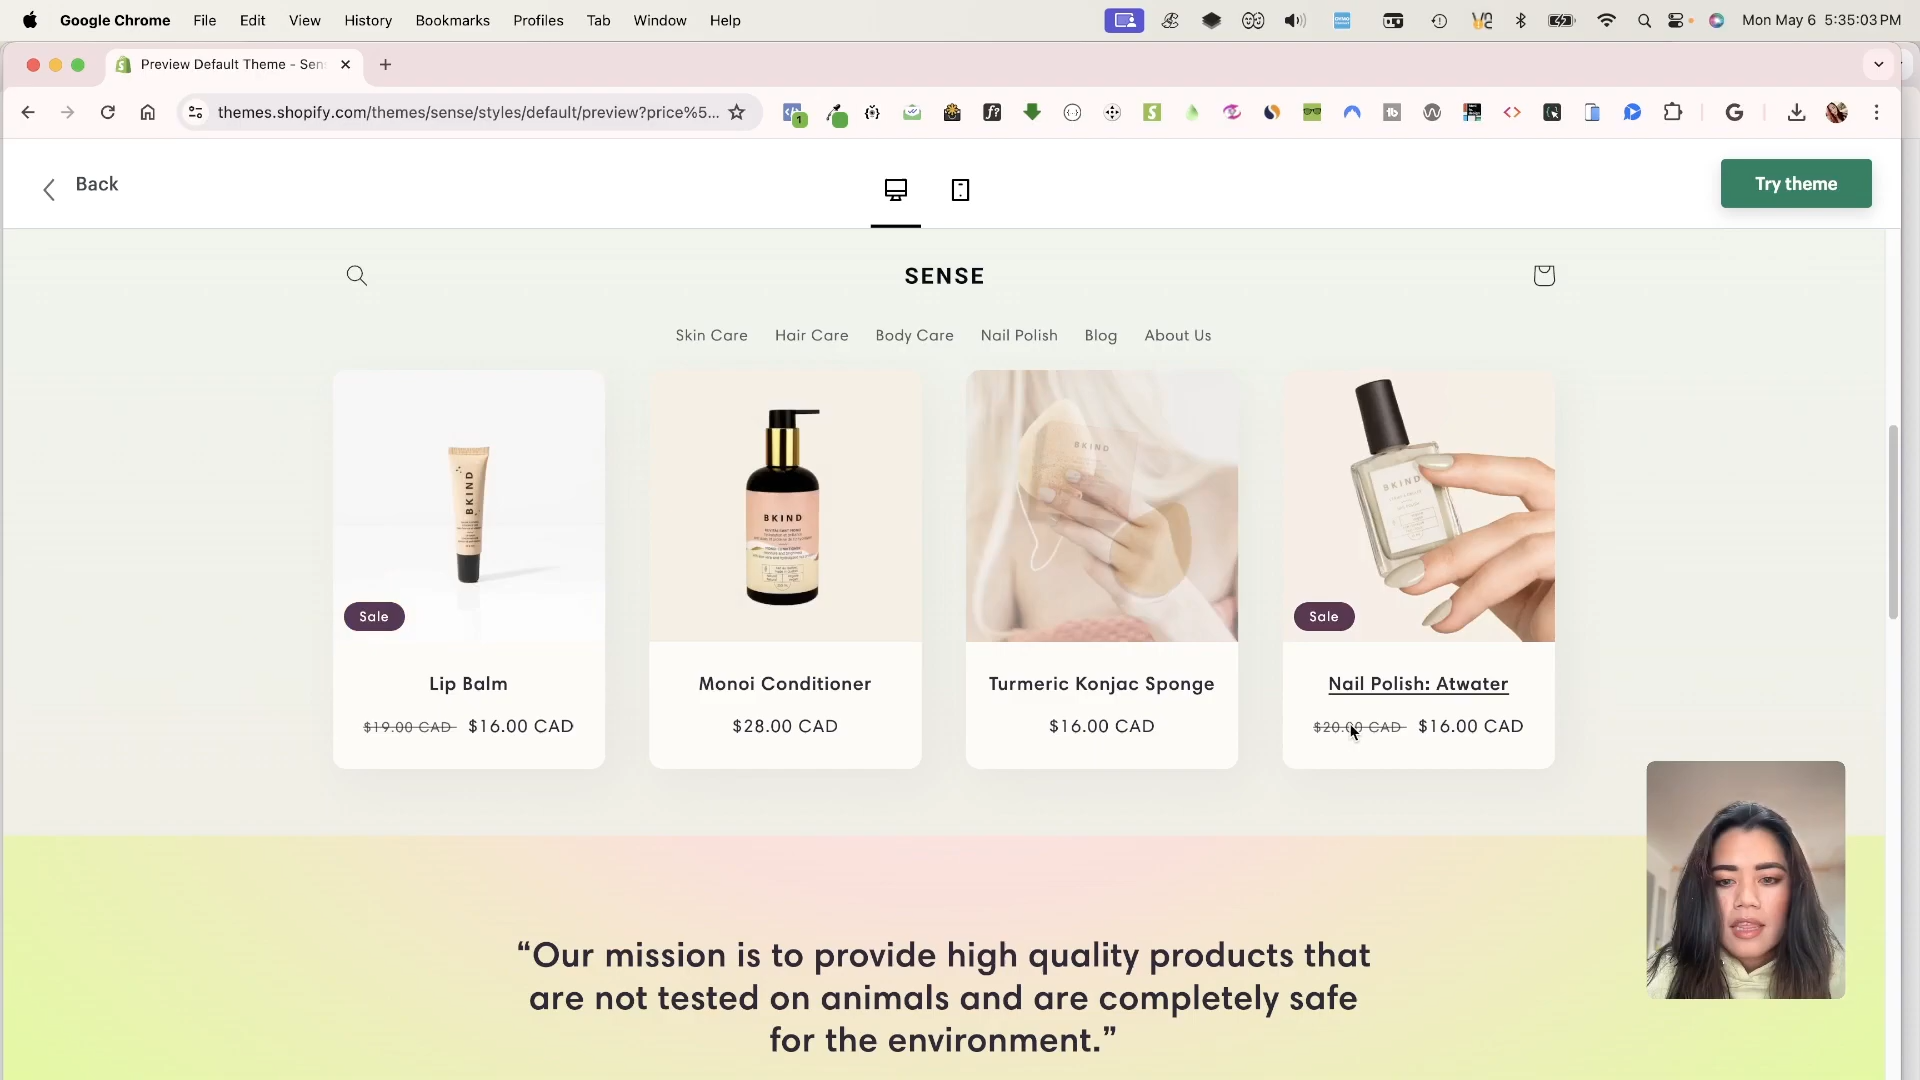 Google Chrome File Edit View History Bookmarks Profiles Tab Window Help Mon May 6 5:35:03 PM
Preview Default Theme - Sen
themes.shopify.com/themes/sense/styles/default/preview?price%5...
Back
Try theme
SENSE
Skin Care Hair Care Body Care Nail Polish Blog About Us
BKIND
BKIND
BKIND
BKIND
Sale
Sale
Lip Balm
Monoi Conditioner
Turmeric Konjac Sponge
Nail Polish: Atwater
$19.00 CAD $16.00 CAD
$28.00 CAD
$16.00 CAD
$20.00 CAD $16.00 CAD
“Our mission is to provide high quality products that
are not tested on animals and are completely safe
for the environment.”